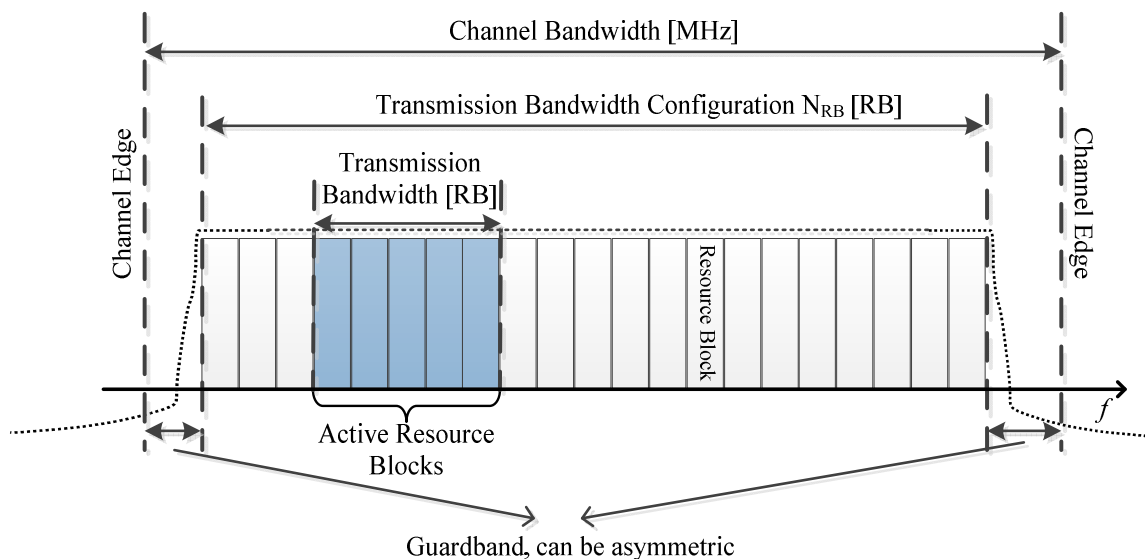 Channel Bandwidth [MHz]
Transmission Bandwidth Configuration NRB [RB]
Channel Edge
Transmission
Bandwidth [RB]
Channel Edge
Resource Block
f
Active Resource
Blocks
Guardband, can be asymmetric